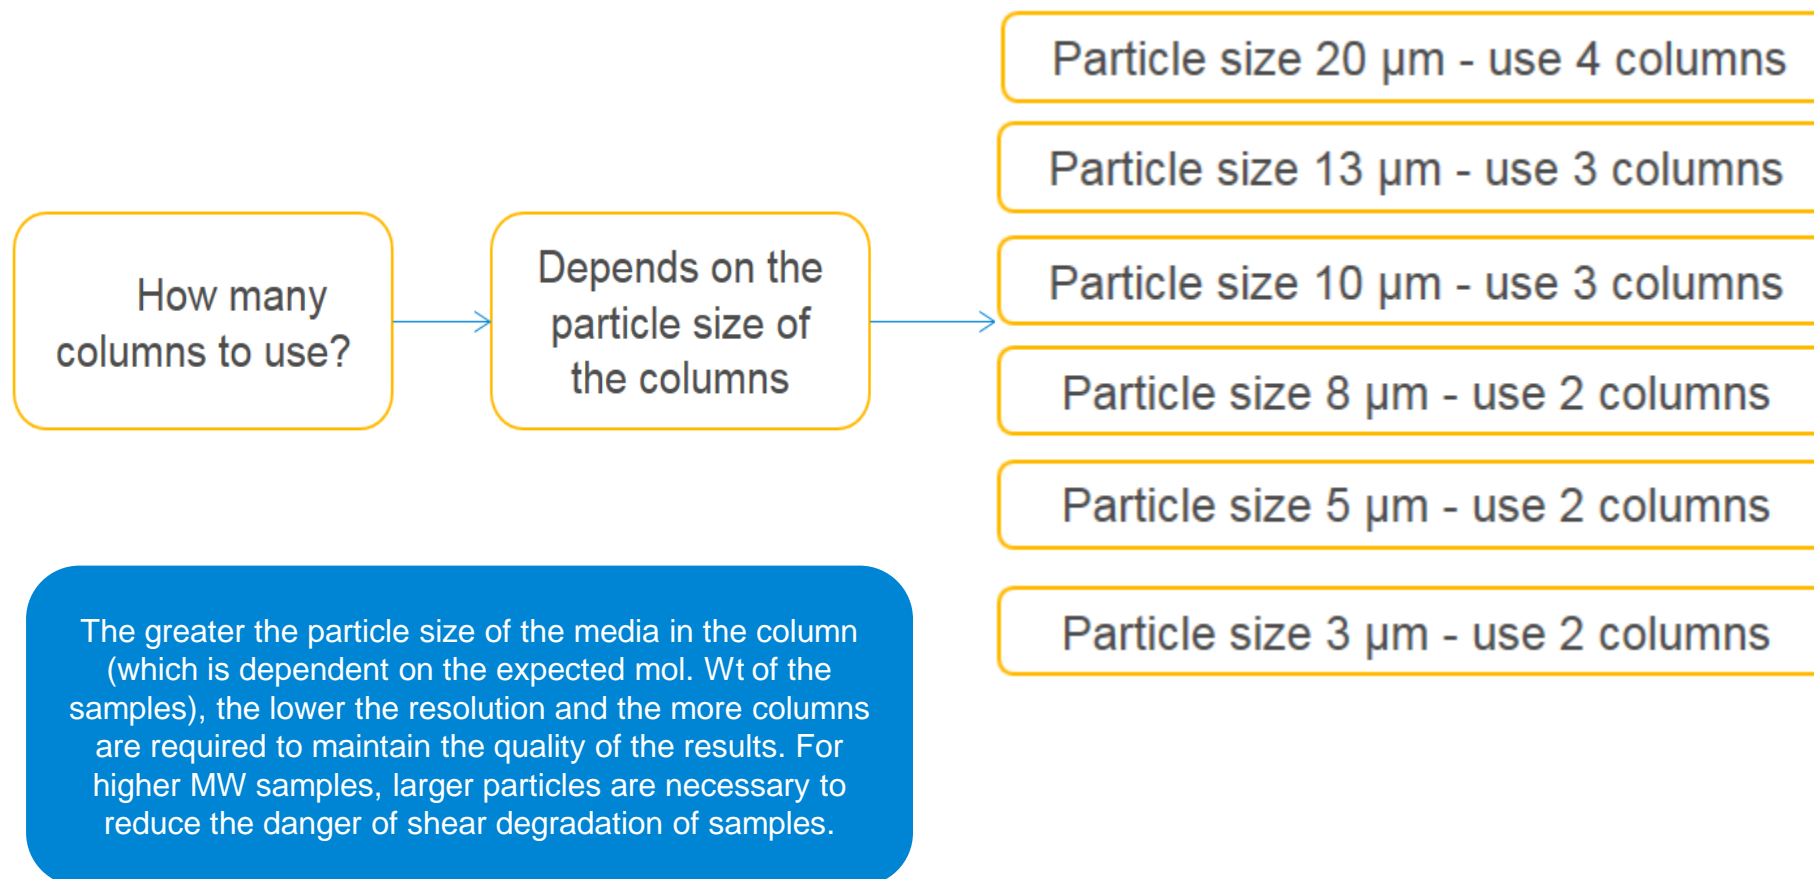 How many
columns to use?
Depends on the
particle size of
the columns
Particle size 20 μm - use 4 columns
Particle size 13 μm - use 3 columns
Particle size 10 μm - use 3 columns
Particle size 8 μm - use 2 columns
Particle size 5 μm - use 2 columns
Particle size 3 μm - use 2 columns
The greater the particle size of the media in the column
(which is dependent on the expected mol. Wt of the
samples), the lower the resolution and the more columns
are required to maintain the quality of the results. For
higher MW samples, larger particles are necessary to
reduce the danger of shear degradation of samples.